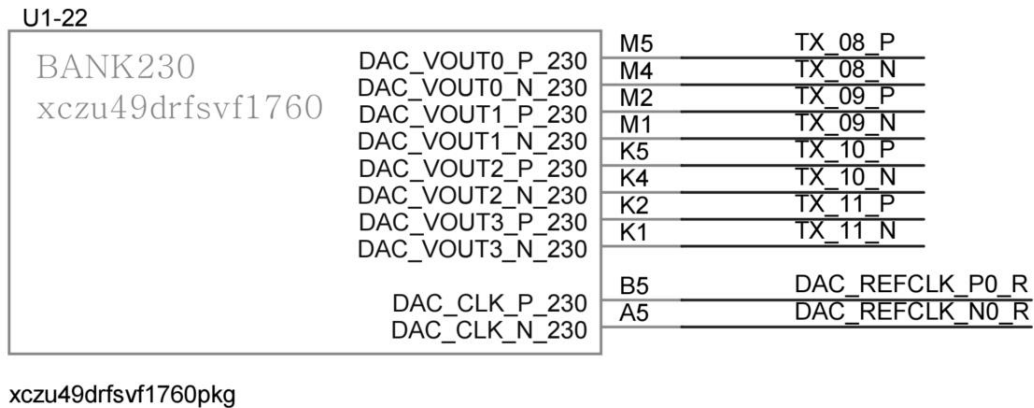 U1-22
BANK230
xczu49drfsvf1760
DAC_VOUT0_P_230 M5 TX_08_P
DAC_VOUT0_N_230 M4 TX_08_N
DAC_VOUT1_P_230 M2 TX_09_P
DAC_VOUT1_N_230 M1 TX_09_N
DAC_VOUT2_P_230 K5 TX_10_P
DAC_VOUT2_N_230 K4 TX_10_N
DAC_VOUT3_P_230 K2 TX_11_P
DAC_VOUT3_N_230 K1 TX_11_N
DAC_CLK_P_230 B5 DAC_REFCLK_P0_R
DAC_CLK_N_230 A5 DAC_REFCLK_N0_R
xczu49drfsvf1760pkg